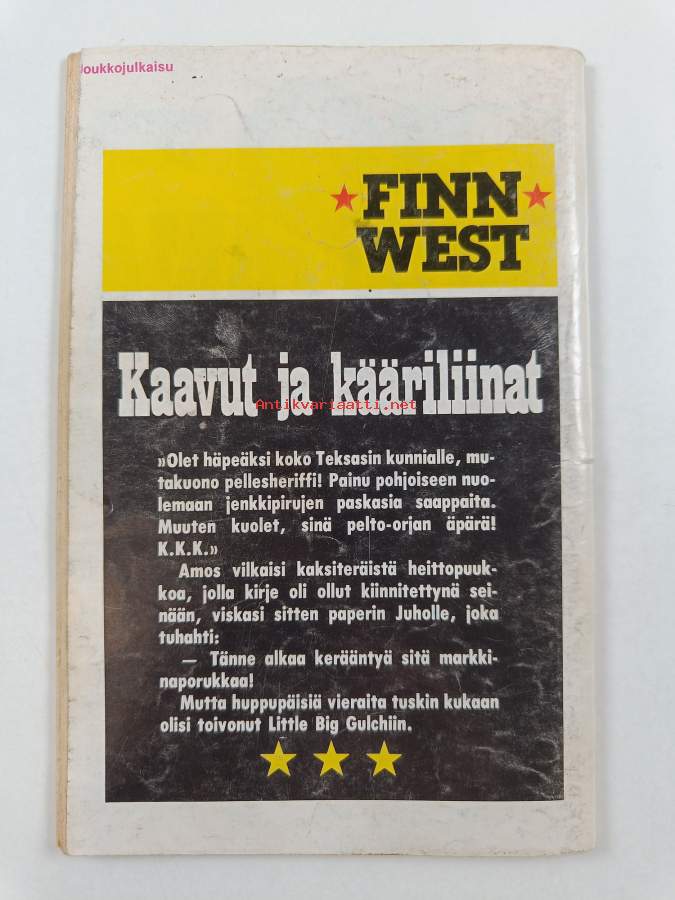 Joukkojulkaisu
FINN
WEST
Kaavut ja kääriliinat
Antikvariaatti.net
»Olet häpeäksi koko Teksasin kunnialle, mu-
takuono pellesheriffi! Painu pohjoiseen nuo-
lemaan jenkkipirujen paskasia saappaita.
Muuten kuolet, sinä pelto-orjan äpärä!
K.K.K.»
Amos vilkaisi kaksiteräistä heittopuuk-
koa, jolla kirje oli ollut kiinnitettynä sei-
nään, viskasi sitten paperin Juholle, joka
tuhahti:
— Tänne alkaa kerääntyä sitä markki-
naporukkaa!
Mutta huppupäisiä vieraita tuskin kukaan
olisi toivonut Little Big Gulchiin.